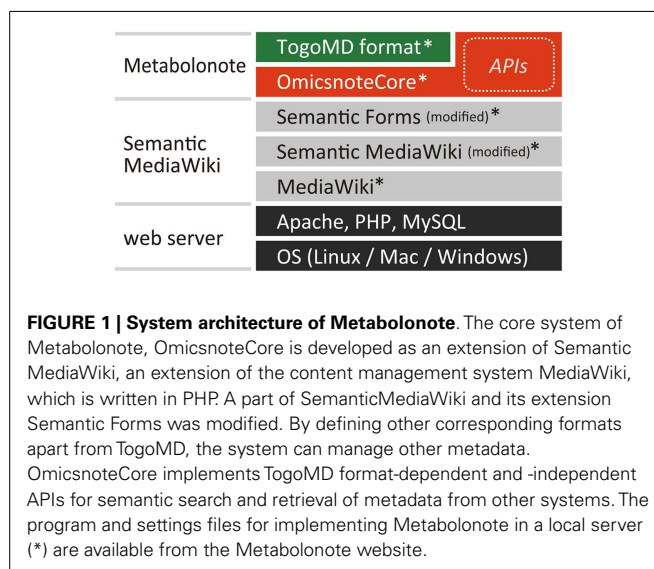 Metabolonote
TogoMD format*
OmicsnoteCore*
APIs
Semantic
MediaWiki
Semantic Forms (modified)*
Semantic MediaWiki (modified)*
MediaWiki*
web server
Apache, PHP, MySQL
OS (Linux / Mac / Windows)
FIGURE 1 | System architecture of Metabolonote. The core system of
Metabolonote, OmicsnoteCore is developed as an extension of Semantic
MediaWiki, an extension of the content management system MediaWiki,
which is written in PHP. A part of SemanticMediaWiki and its extension
Semantic Forms was modified. By defining other corresponding formats
apart from TogoMD, the system can manage other metadata.
OmicsnoteCore implements TogoMD format-dependent and -independent
APIs for semantic search and retrieval of metadata from other systems. The
program and settings files for implementing Metabolonote in a local server
(*) are available from the Metabolonote website.